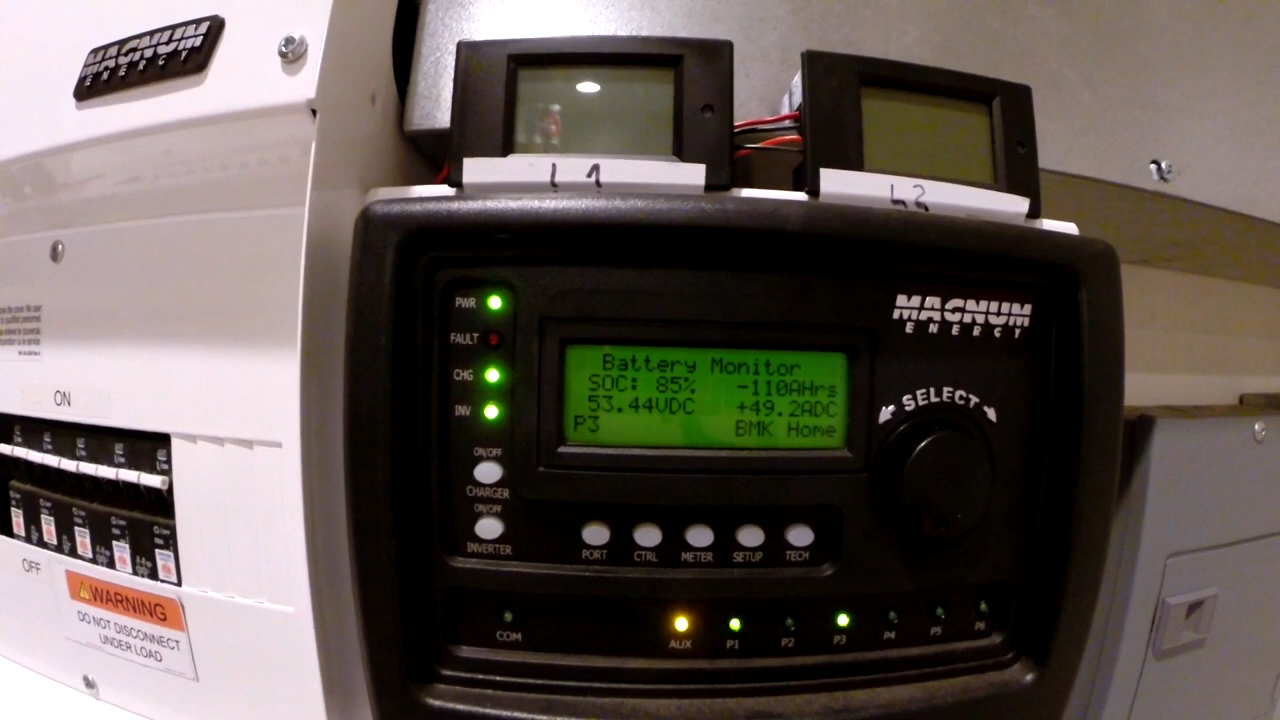 MAGNUM
ENERGY
L1
L2
PWR
FAULT
CHG
INV
ON/OFF
CHARGER
ON/OFF
INVERTER
Battery Monitor
SOC: 85% -110AHrs
53.44VDC +49.2ADC
P3 BMK Home
MAGNUM
ENERGY
SELECT
PORT CTRL METER SETUP TECH
COM AUX P1 P2 P3 P4 P5 P6
ON
OFF
WARNING
DO NOT DISCONNECT
UNDER LOAD